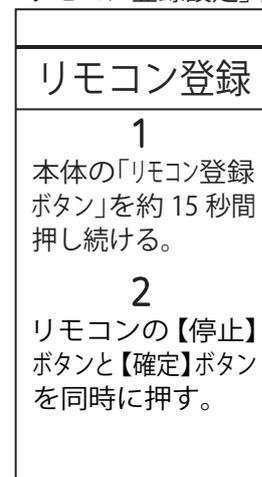 リモコン登録
1
本体の「リモコン登録
ボタン」を約 15 秒間
押し続ける。
2
リモコンの【停止】
ボタンと【確定】ボタン
を同時に押す。